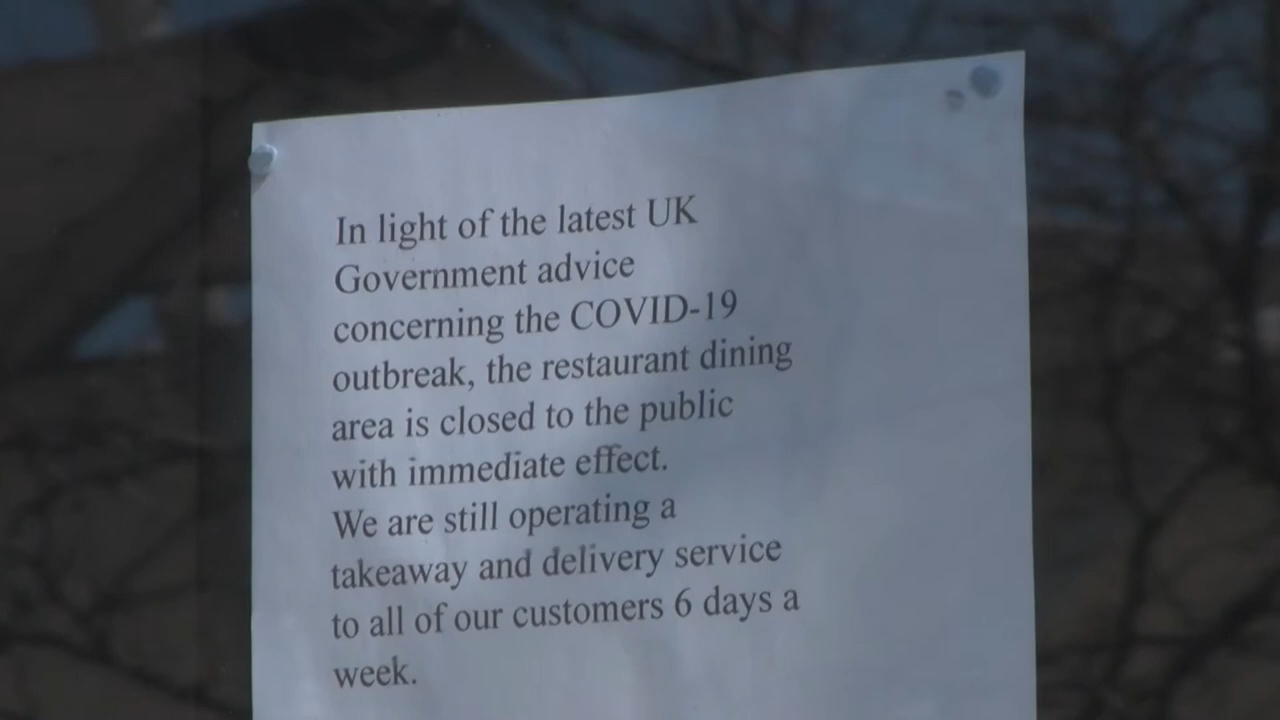 In light of the latest UK
Government advice
concerning the COVID-19
outbreak, the restaurant dining
area is closed to the public
with immediate effect.
We are still operating a
takeaway and delivery service
to all of our customers 6 days a
week.